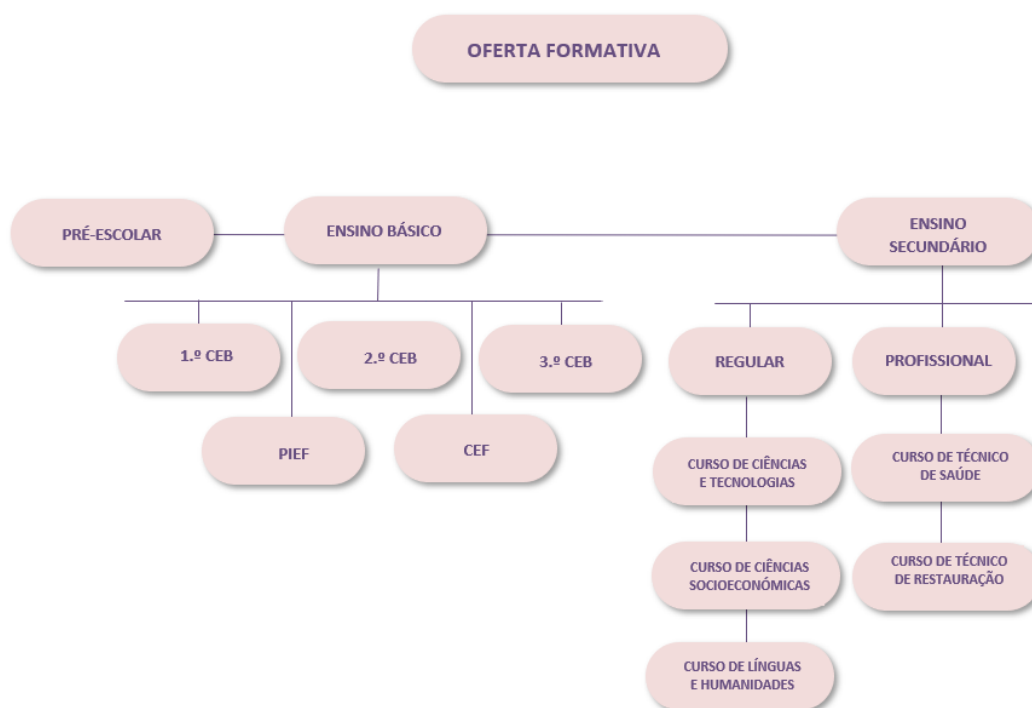 OFERTA FORMATIVA
PRÉ-ESCOLAR
ENSINO BÁSICO
ENSINO
SECUNDÁRIO
1.º CEB
2.º CEB
3.º CEB
REGULAR
PROFISSIONAL
PIEF
CEF
CURSO DE CIÊNCIAS
E TECNOLOGIAS
CURSO DE TÉCNICO
DE SAÚDE
CURSO DE CIÊNCIAS
SOCIOECONÓMICAS
CURSO DE TÉCNICO
DE RESTAURAÇÃO
CURSO DE LÍNGUAS
E HUMANIDADES